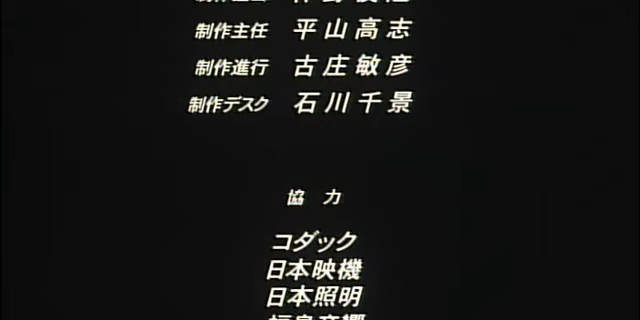 制作主任 平山高志
制作進行 古庄敏彦
制作デスク 石川千景
協力
コダック
日本映機
日本照明